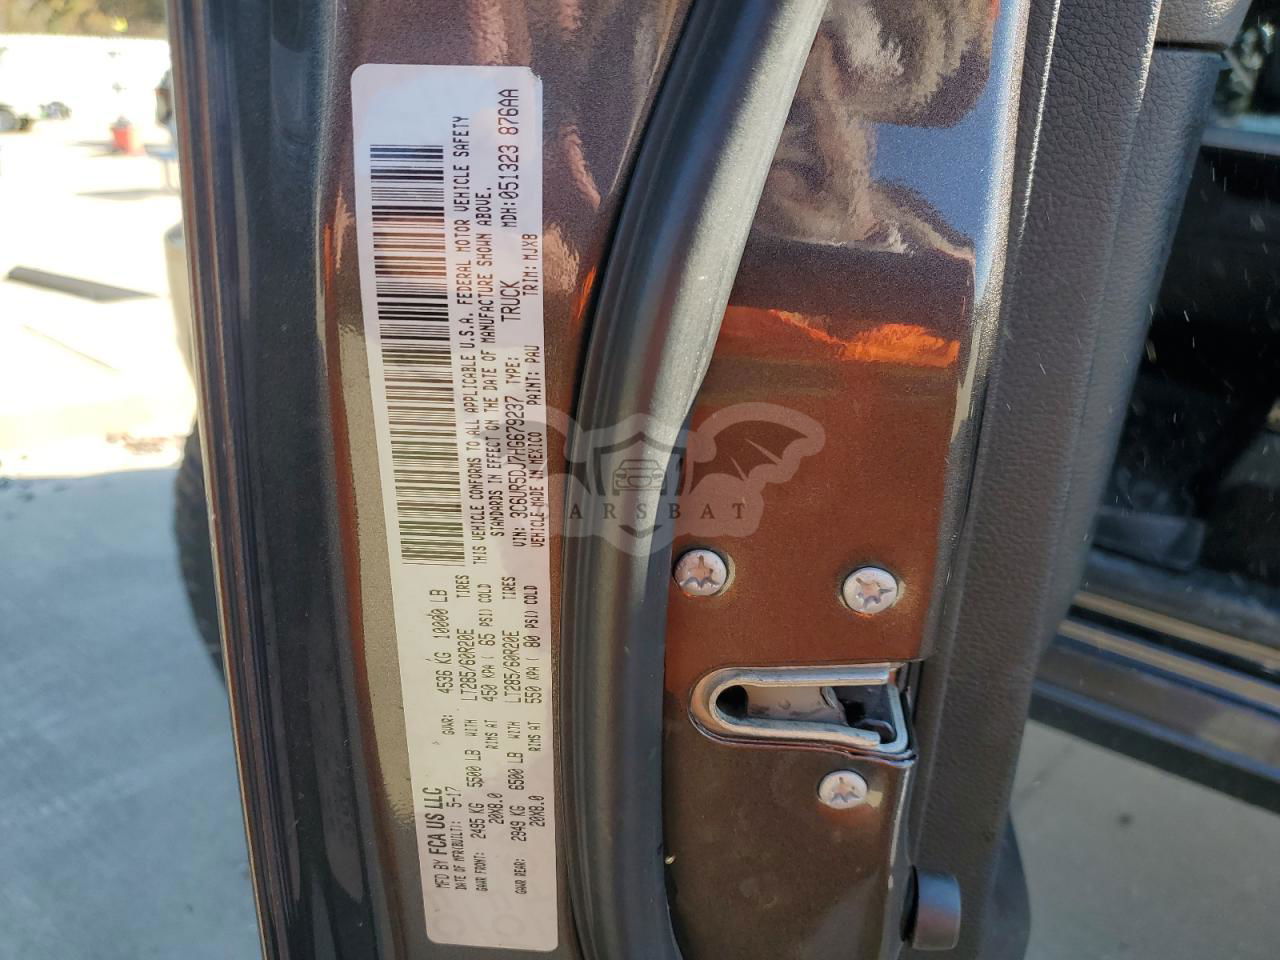 MFD BY FCA US LLC
DATE OF MFR(BUILT): 5-17 GVWR: 4536 KG 10000 LB
GAWR FRONT: 2495 KG 5500 LB WITH LT285/60R20E TIRES
20X8.0 RIMS AT 450 KPA ( 65 PSI) COLD
GAWR REAR: 2949 KG 6500 LB WITH LT285/60R20E TIRES
20X8.0 RIMS AT 550 KPA ( 80 PSI) COLD
THIS VEHICLE CONFORMS TO ALL APPLICABLE U.S.A. FEDERAL MOTOR VEHICLE SAFETY
STANDARDS IN EFFECT ON THE DATE OF MANUFACTURE SHOWN ABOVE.
MDH:051323 876AA
VIN: 3C6UR5DJ7HG679237 TYPE: TRUCK
VEHICLE MADE IN MEXICO PAINT: PAU TRIM: MJX8
ARSBAT